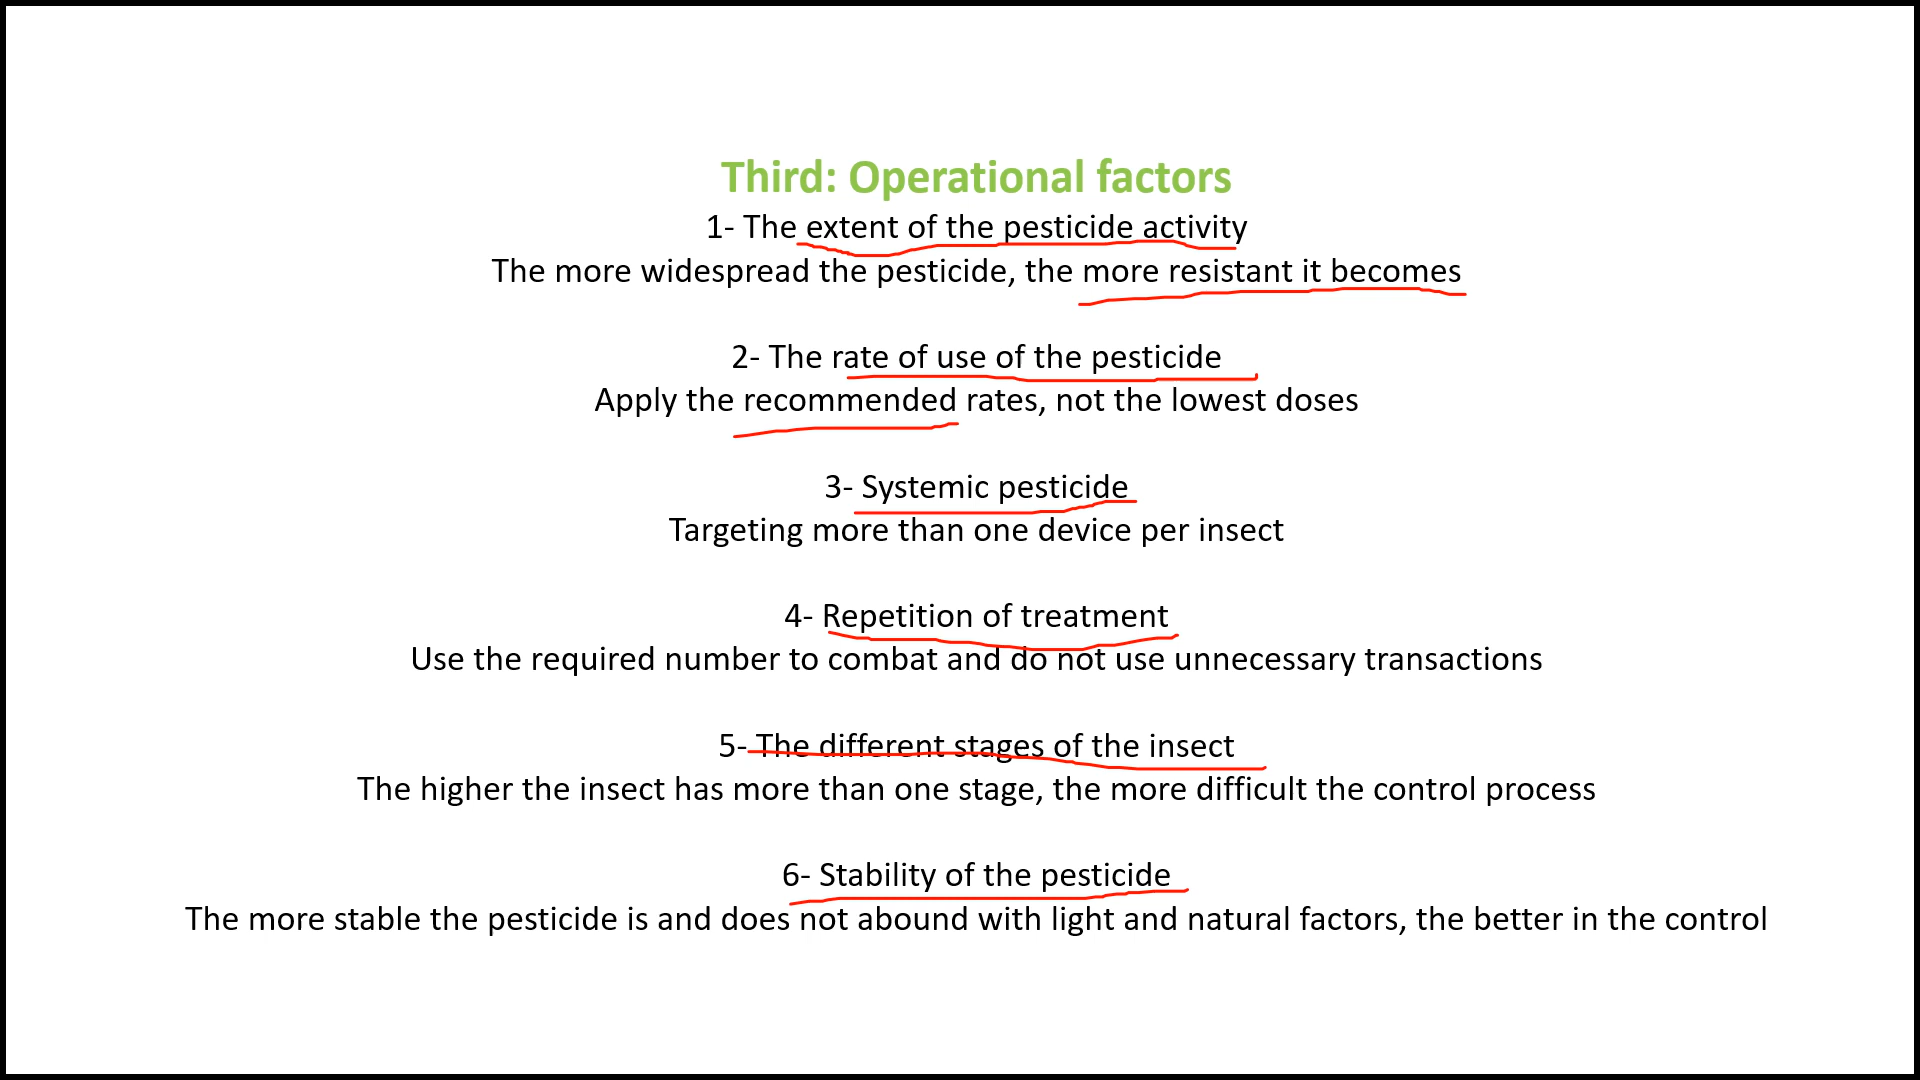 Third: Operational factors
1- The extent of the pesticide activity
The more widespread the pesticide, the more resistant it becomes
2- The rate of use of the pesticide
Apply the recommended rates, not the lowest doses
3- Systemic pesticide
Targeting more than one device per insect
4- Repetition of treatment
Use the required number to combat and do not use unnecessary transactions
5- The different stages of the insect
The higher the insect has more than one stage, the more difficult the control process
6- Stability of the pesticide
The more stable the pesticide is and does not abound with light and natural factors, the better in the control